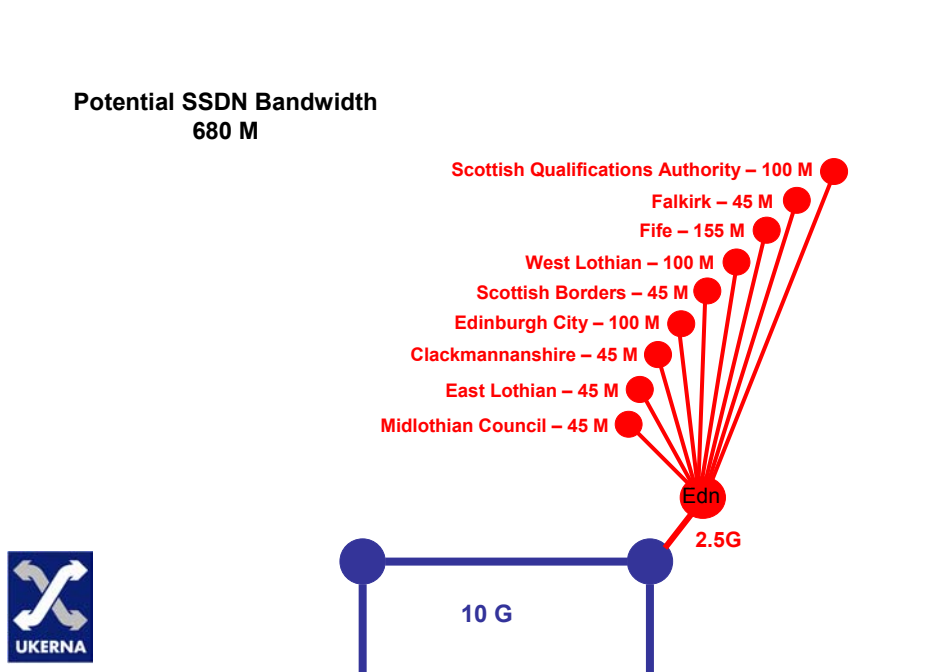 Potential SSDN Bandwidth
680 M
Scottish Qualifications Authority – 100 M
Falkirk – 45 M
Fife – 155 M
West Lothian – 100 M
Scottish Borders – 45 M
Edinburgh City – 100 M
Clackmannanshire – 45 M
East Lothian – 45 M
Midlothian Council – 45 M
Edn
2.5G
10 G
UKERNA